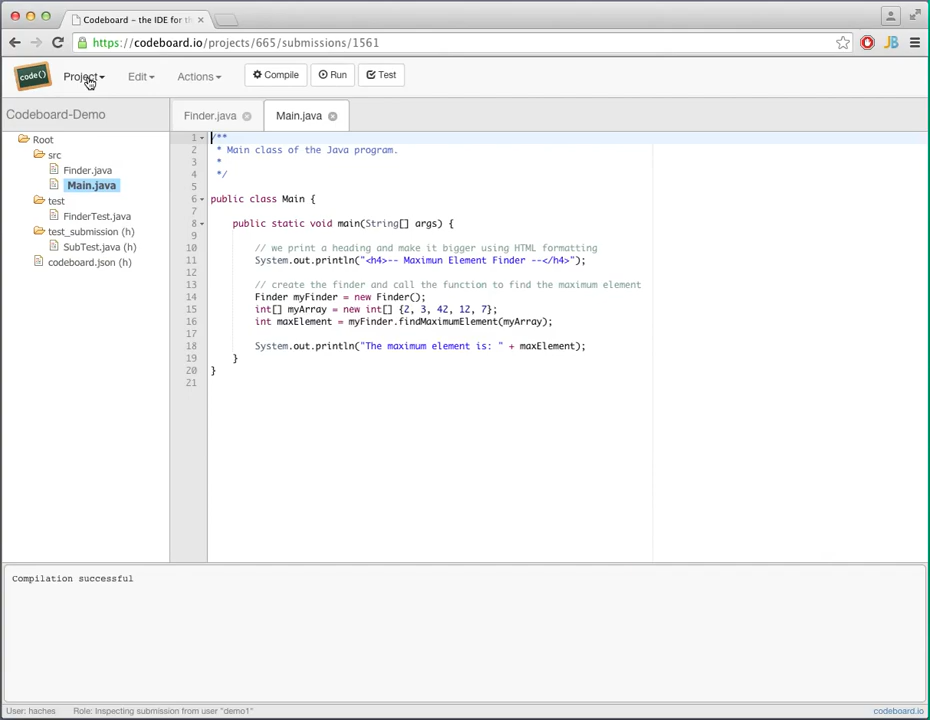 Codeboard – the IDE for th
https://codeboard.io/projects/665/submissions/1561
JB
code()
Project
Edit
Actions
Compile
Run
Test
Codeboard-Demo
Finder.java
Main.java
Root
src
Finder.java
Main.java
test
FinderTest.java
test_submission (h)
SubTest.java (h)
codeboard.json (h)
1 /**
2  * Main class of the Java program.
3  *
4  */
5
6 public class Main {
7
8     public static void main(String[] args) {
9
10         // we print a heading and make it bigger using HTML formatting
11         System.out.println("<h4>-- Maximun Element Finder --</h4>");
12
13         // create the finder and call the function to find the maximum element
14         Finder myFinder = new Finder();
15         int[] myArray = new int[] {2, 3, 42, 12, 7};
16         int maxElement = myFinder.findMaximumElement(myArray);
17
18         System.out.println("The maximum element is: " + maxElement);
19     }
20 }
21
Compilation successful
User: haches
Role: Inspecting submission from user "demo1"
codeboard.io